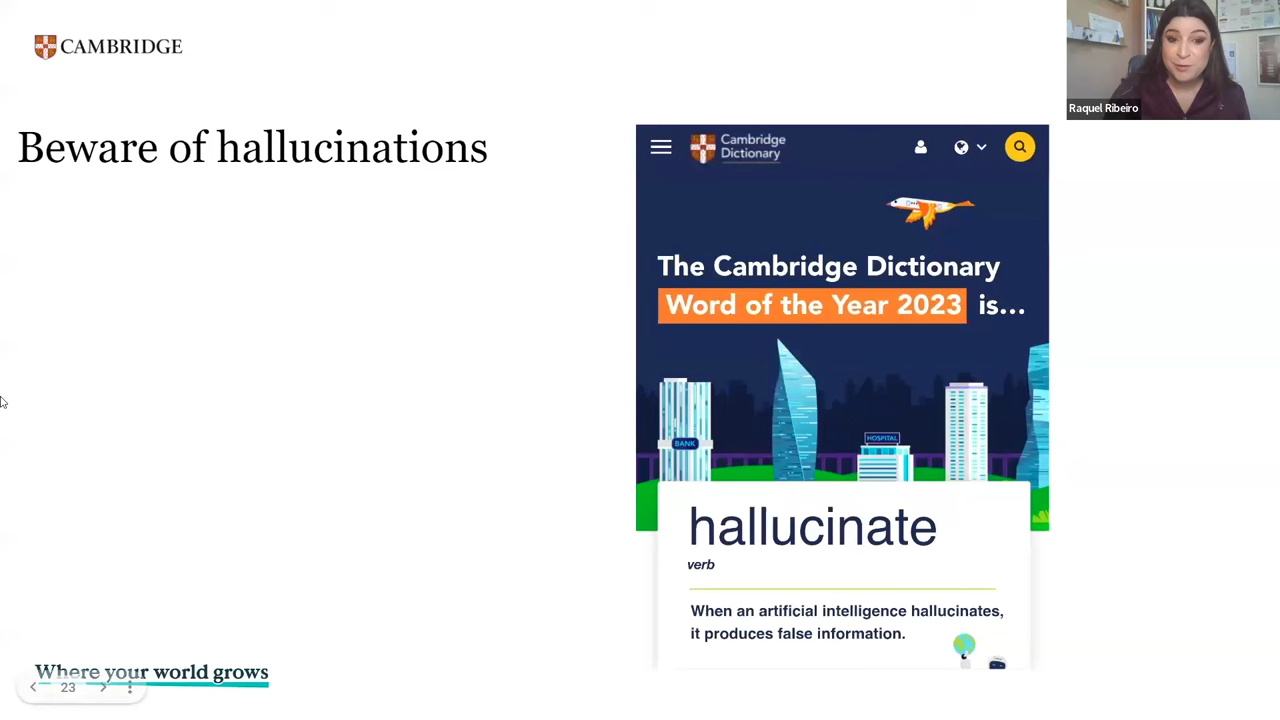 CAMBRIDGE
Raquel Ribeiro
Beware of hallucinations
Cambridge
Dictionary
The Cambridge Dictionary
Word of the Year 2023 is...
BANK
HOSPITAL
hallucinate
verb
When an artificial intelligence hallucinates,
it produces false information.
Where your world grows
23